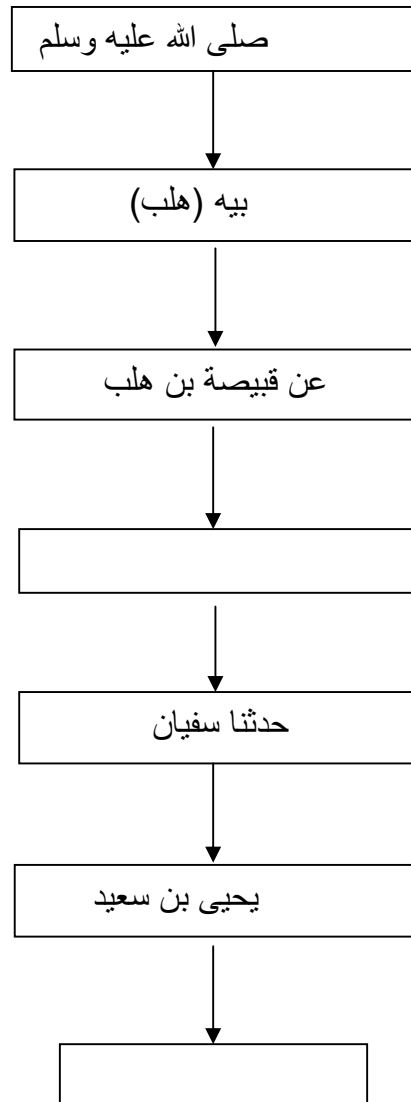 صلى الله عليه وسلم
بيه (هلب)
عن قبيصة بن هلب
حدثنا سفيان
يحيى بن سعيد